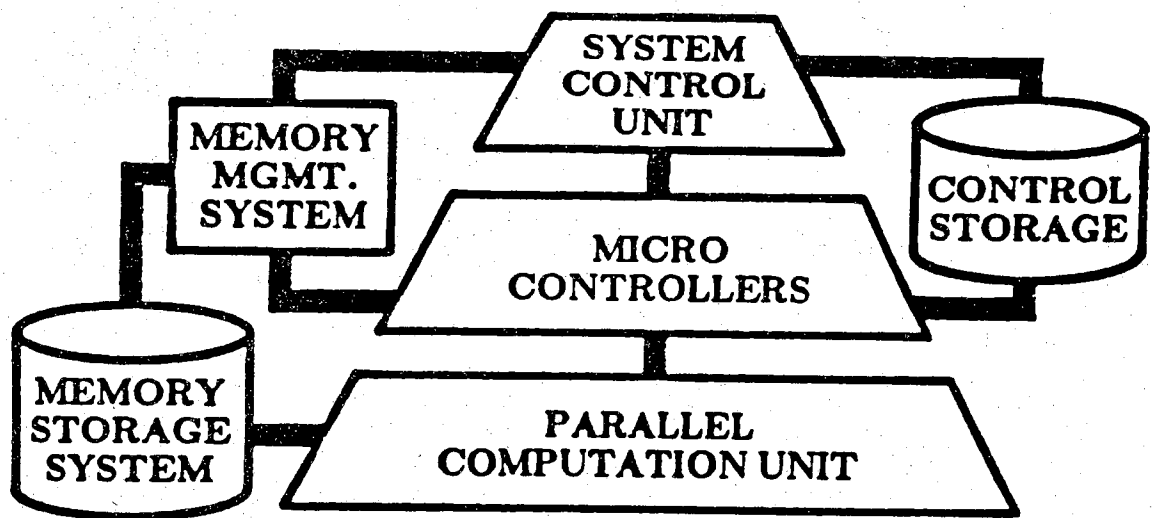 SYSTEM
CONTROL
UNIT
MEMORY
MGMT.
SYSTEM
CONTROL
STORAGE
MICRO
CONTROLLERS
MEMORY
STORAGE
SYSTEM
PARALLEL
COMPUTATION UNIT